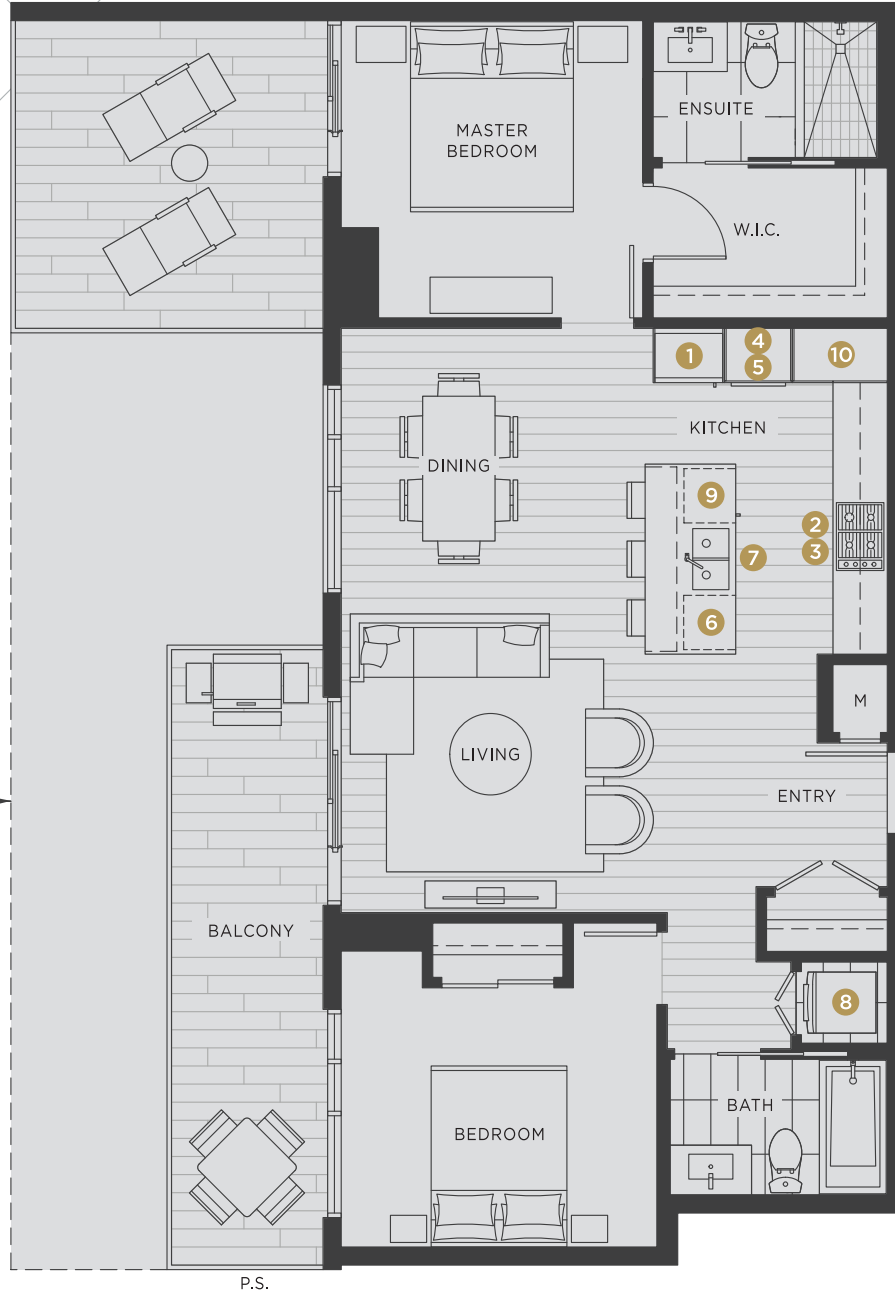 MASTER
BEDROOM
ENSUITE
W.I.C.
1
4
5
10
KITCHEN
DINING
9
2
3
7
6
M
LIVING
ENTRY
BALCONY
8
BATH
BEDROOM
P.S.